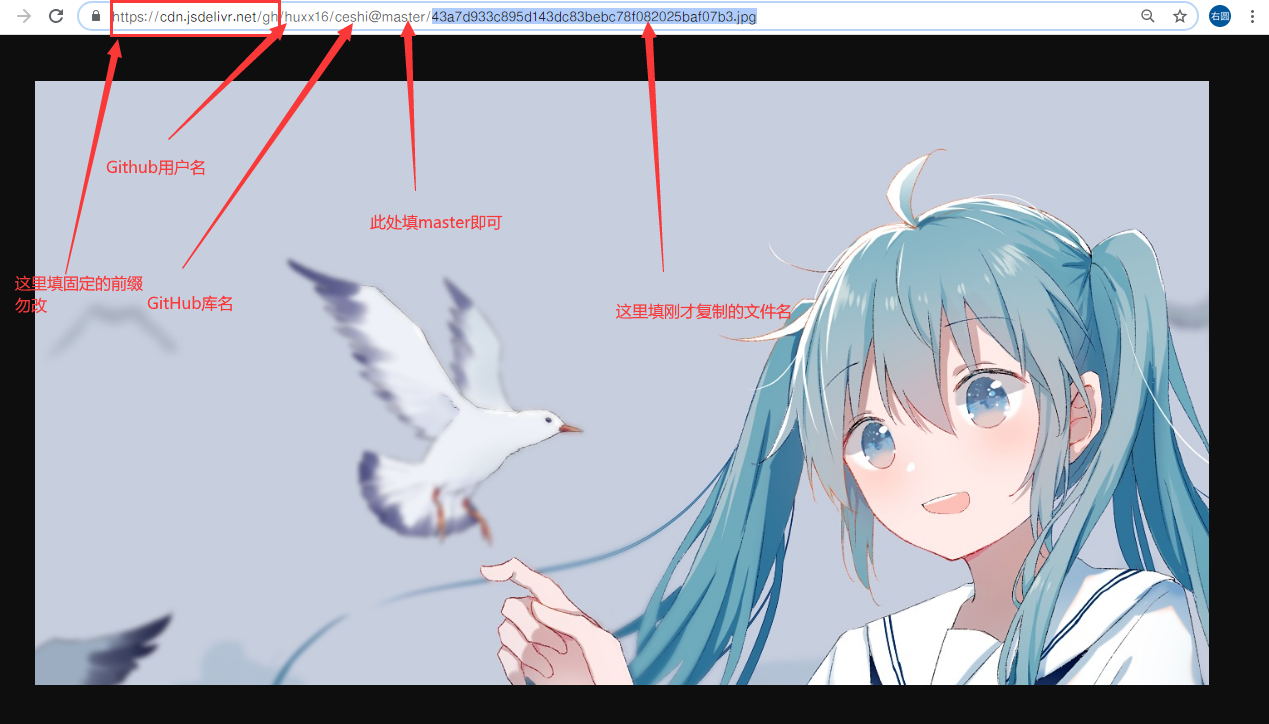 https://cdn.jsdelivr.net/gh/huxx16/ceshi@master/43a7d933c895d143dc83bebc78f082025baf07b3.jpg
右圆
Github用户名
此处填master即可
这里填固定的前缀
勿改
GitHub库名
这里填刚才复制的文件名